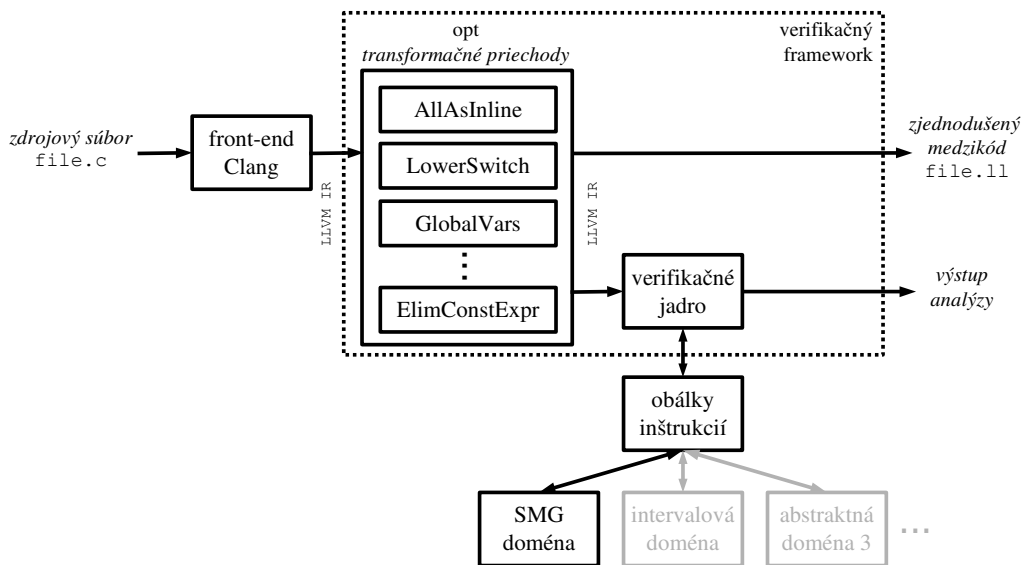 opt
transformačné priechody
verifikačný
framework
zdrojový súbor
file.c
front-end
Clang
LLVM IR
AllAsInline
LowerSwitch
GlobalVars
ElimConstExpr
LLVM IR
zjednodušený
medzikód
file.ll
verifikačné
jadro
výstup
analýzy
obálky
inštrukcií
SMG
doména
intervalová
doména
abstraktná
doména 3
...